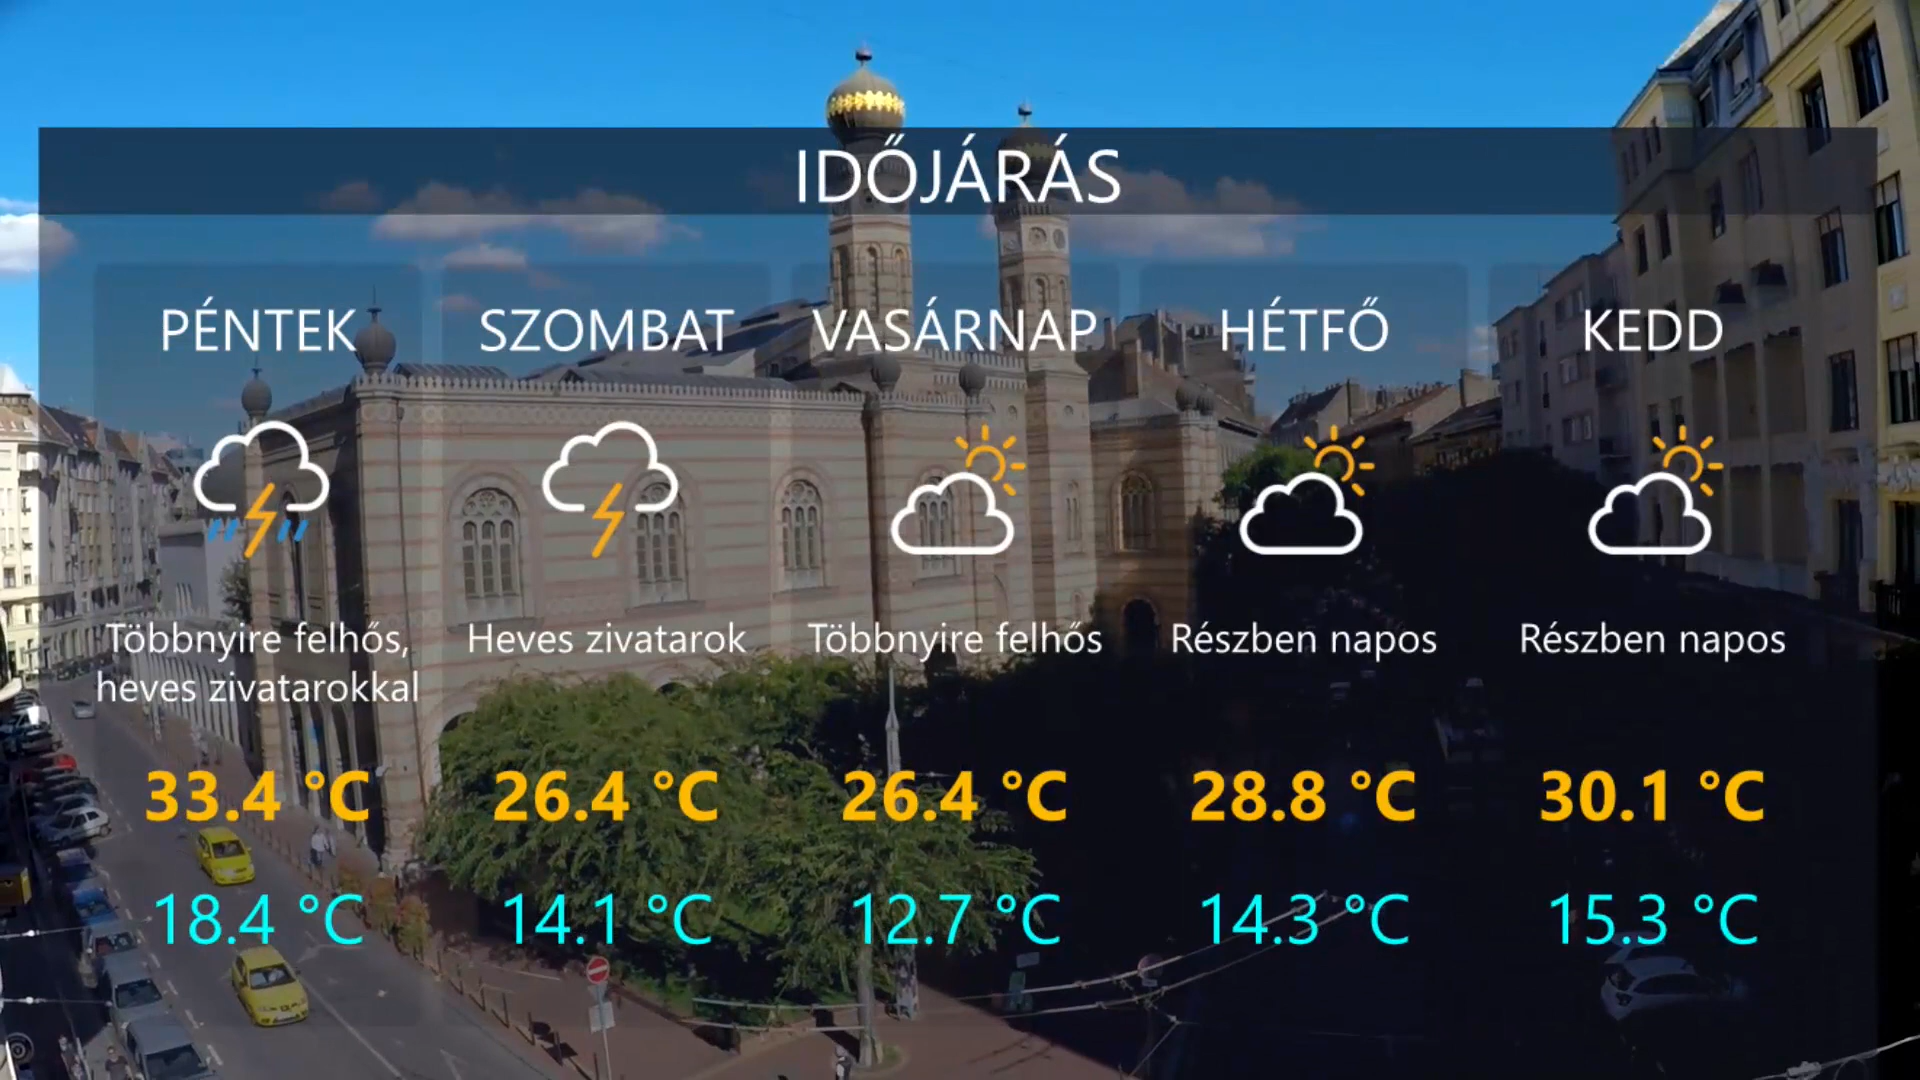 IDŐJÁRÁS
PÉNTEK
Többnyire felhős,
heves zivatarokkal
33.4 °C
18.4 °C
SZOMBAT
Heves zivatarok
26.4 °C
14.1 °C
VASÁRNAP
Többnyire felhős
26.4 °C
12.7 °C
HÉTFŐ
Részben napos
28.8 °C
14.3 °C
KEDD
Részben napos
30.1 °C
15.3 °C